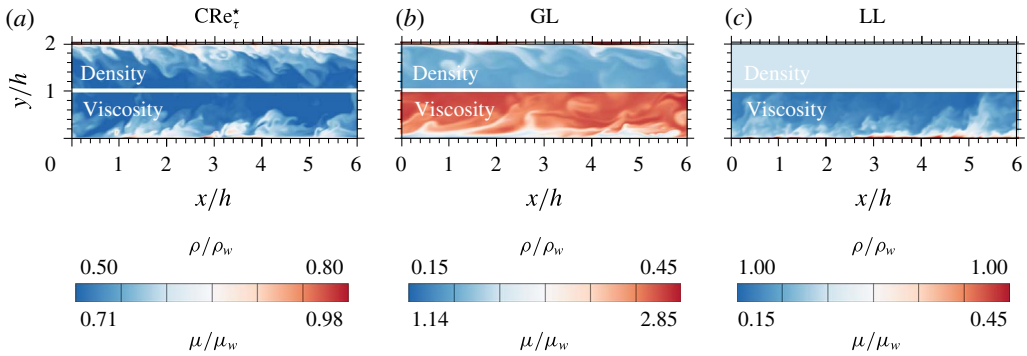 (a) CRe*τ (b) GL (c) LL
2 Density Density Density
y/h 1
Viscosity Viscosity Viscosity
0 1 2 3 4 5 6 0 1 2 3 4 5 6 0 1 2 3 4 5 6
x/h x/h x/h
ρ/ρw ρ/ρw ρ/ρw
0.50 0.80 0.15 0.45 1.00 1.00
0.71 0.98 1.14 2.85 0.15 0.45
μ/μw μ/μw μ/μw